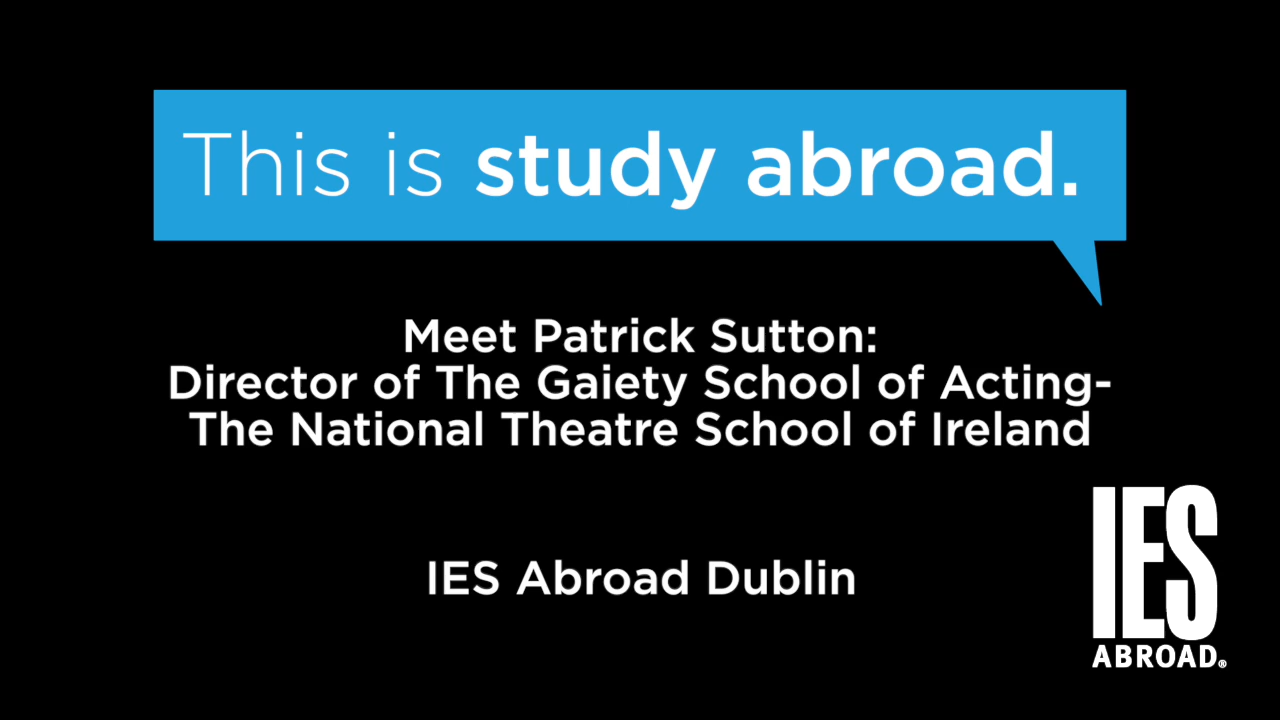 This is study abroad.
Meet Patrick Sutton:
Director of The Gaiety School of Acting-
The National Theatre School of Ireland
IES Abroad Dublin
IES
ABROAD®